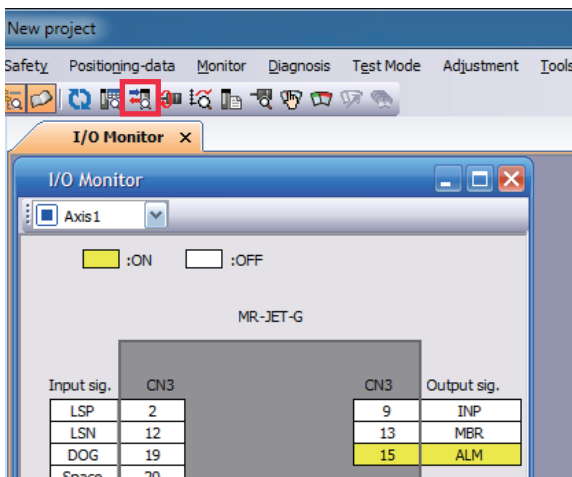 New project
Safety Positioning-data Monitor Diagnosis Test Mode Adjustment Tools
I/O Monitor X
I/O Monitor
Axis1
:ON :OFF
MR-JET-G
Input sig. CN3 CN3 Output sig.
LSP 2 9 INP
LSN 12 13 MBR
DOG 19 15 ALM
Space 20